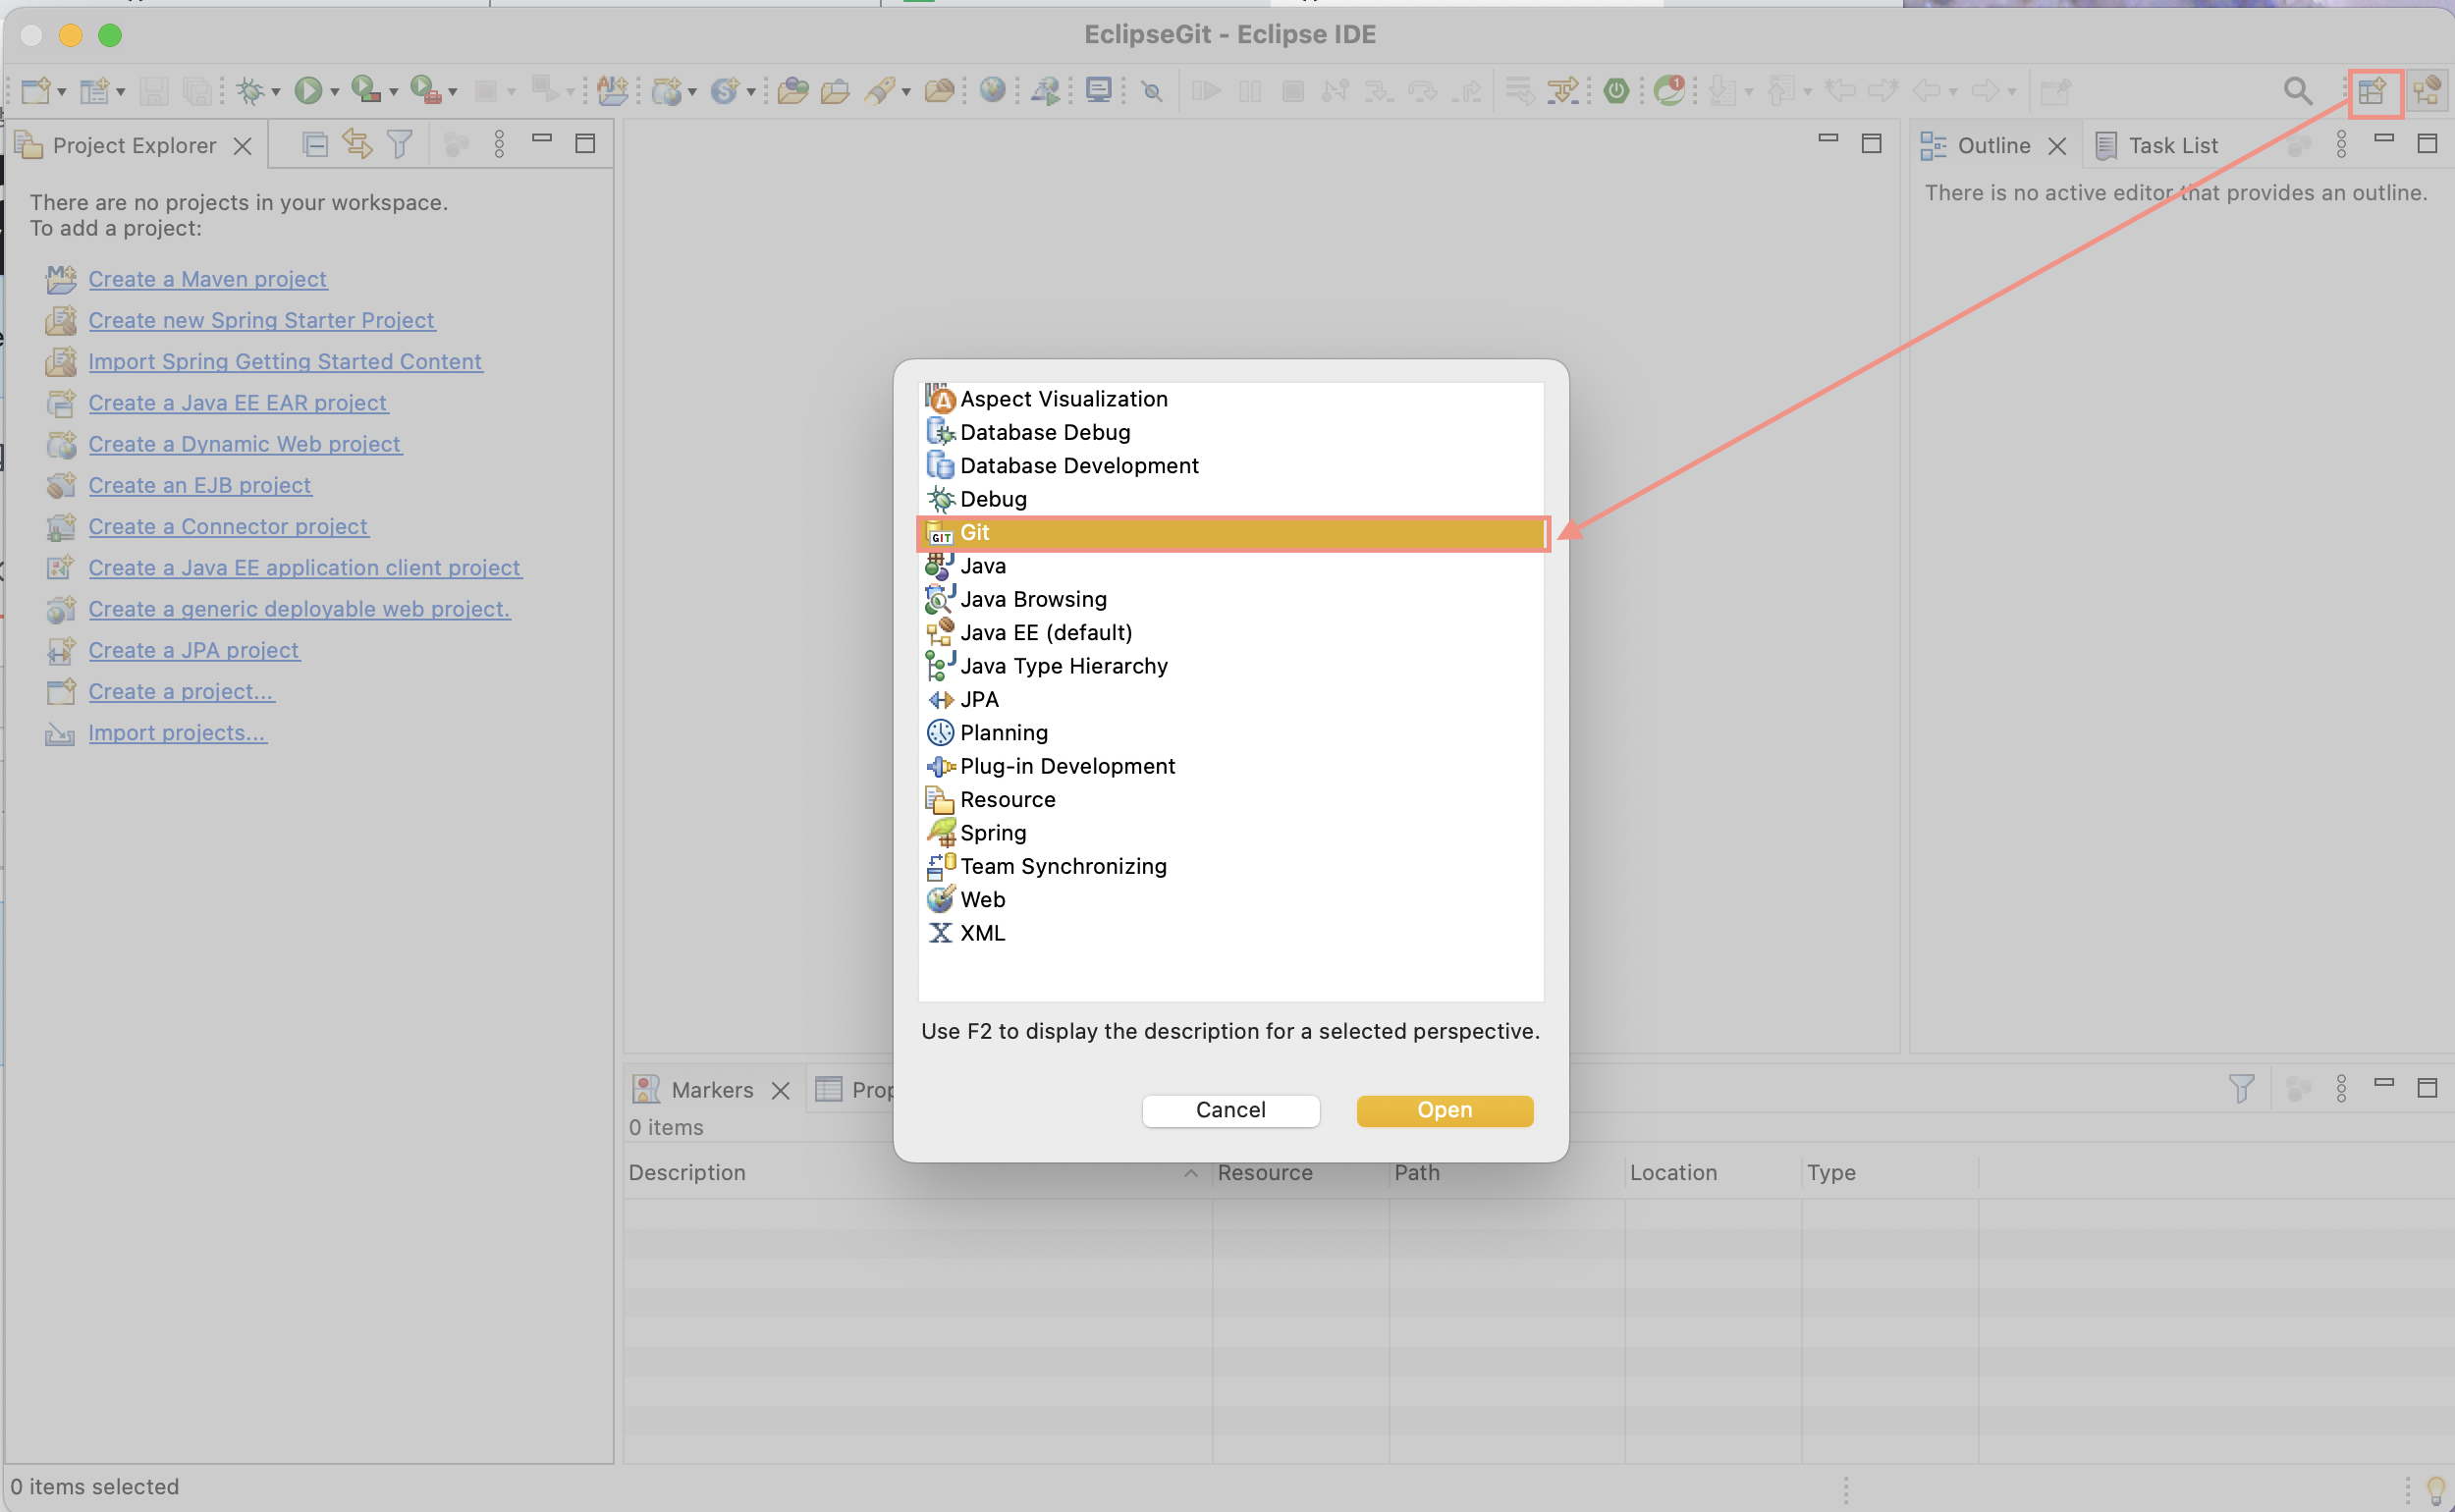 EclipseGit - Eclipse IDE
1
Project Explorer
Outline
Task List
There are no projects in your workspace.
To add a project:
There is no active editor that provides an outline.
Create a Maven project
Create new Spring Starter Project
Import Spring Getting Started Content
Create a Java EE EAR project
Create a Dynamic Web project
Create an EJB project
Create a Connector project
Create a Java EE application client project
Create a generic deployable web project.
Create a JPA project
Create a project...
Import projects...
Aspect Visualization
Database Debug
Database Development
Debug
GIT Git
Java
Java Browsing
Java EE (default)
Java Type Hierarchy
JPA
Planning
Plug-in Development
Resource
Spring
Team Synchronizing
Web
XML
Use F2 to display the description for a selected perspective.
Cancel
Open
Markers
0 items
Description
Resource
Path
Location
Type
0 items selected